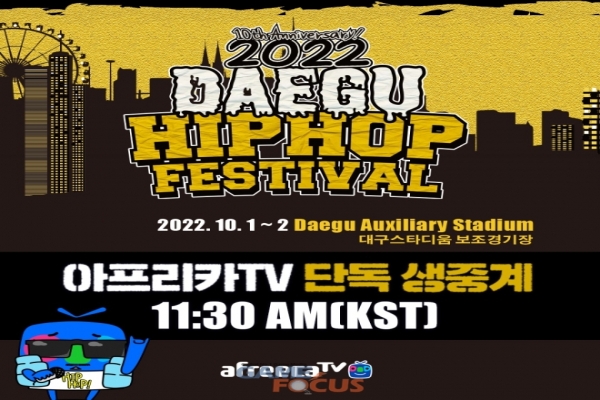 10th Anniversary!!
2022
DAEGU
HIPHOP
FESTIVAL
2022. 10. 1 ~ 2 Daegu Auxiliary Stadium
대구스타디움 보조경기장
아프리카TV 단독 생중계
11:30 AM(KST)
HIPHOP!
afreecaTV
FOCUS